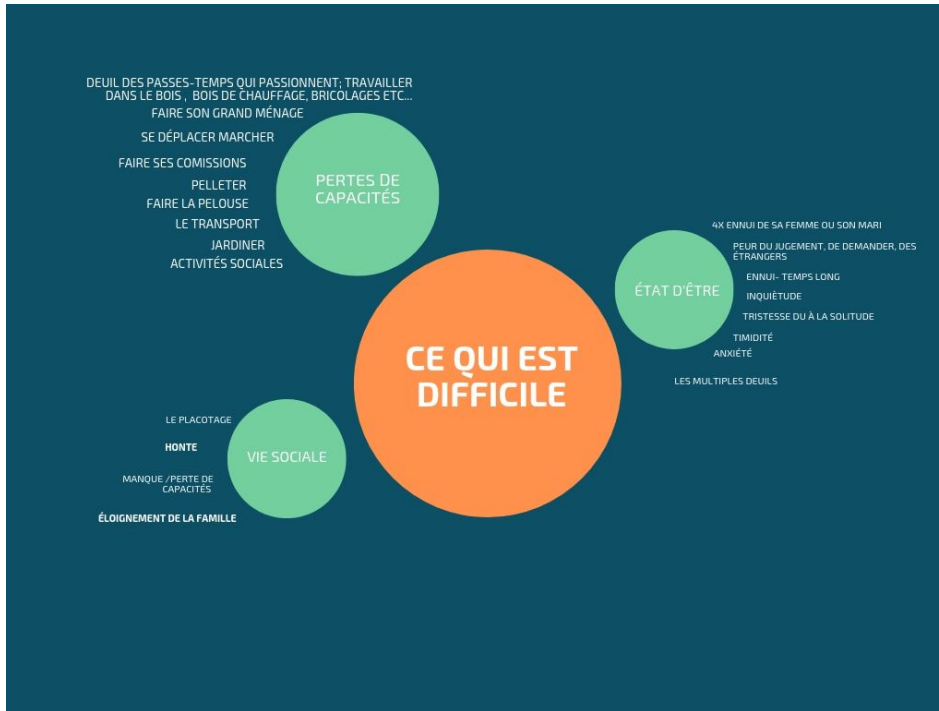 DEUIL DES PASSES-TEMPS QUI PASSIONNENT; TRAVAILLER
DANS LE BOIS , BOIS DE CHAUFFAGE, BRICOLAGES ETC...
FAIRE SON GRAND MÉNAGE
SE DÉPLACER MARCHER
FAIRE SES COMISSIONS
PELLETER
FAIRE LA PELOUSE
LE TRANSPORT
JARDINER
ACTIVITÉS SOCIALES
PERTES DE
CAPACITÉS
4X ENNUI DE SA FEMME OU SON MARI
PEUR DU JUGEMENT, DE DEMANDER, DES
ÉTRANGERS
ENNUI- TEMPS LONG
INQUIÈTUDE
TRISTESSE DU À LA SOLITUDE
TIMIDITÉ
ANXIÉTÉ
LES MULTIPLES DEUILS
ÉTAT D'ÊTRE
CE QUI EST
DIFFICILE
LE PLACOTAGE
HONTE
MANQUE /PERTE DE
CAPACITÉS
ÉLOIGNEMENT DE LA FAMILLE
VIE SOCIALE